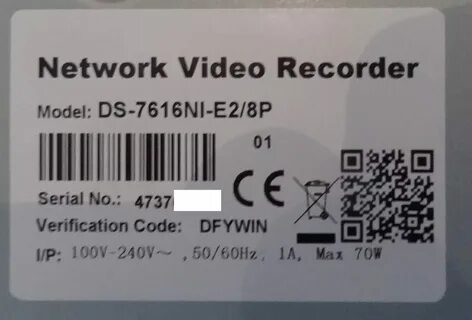 Network Video Recorder
Model: DS-7616NI-E2/8P
01
Serial No.: 4737
CE
Verification Code: DFYWIN
I/P: 100V-240V~ ,50/60Hz, 1A, Max 70W